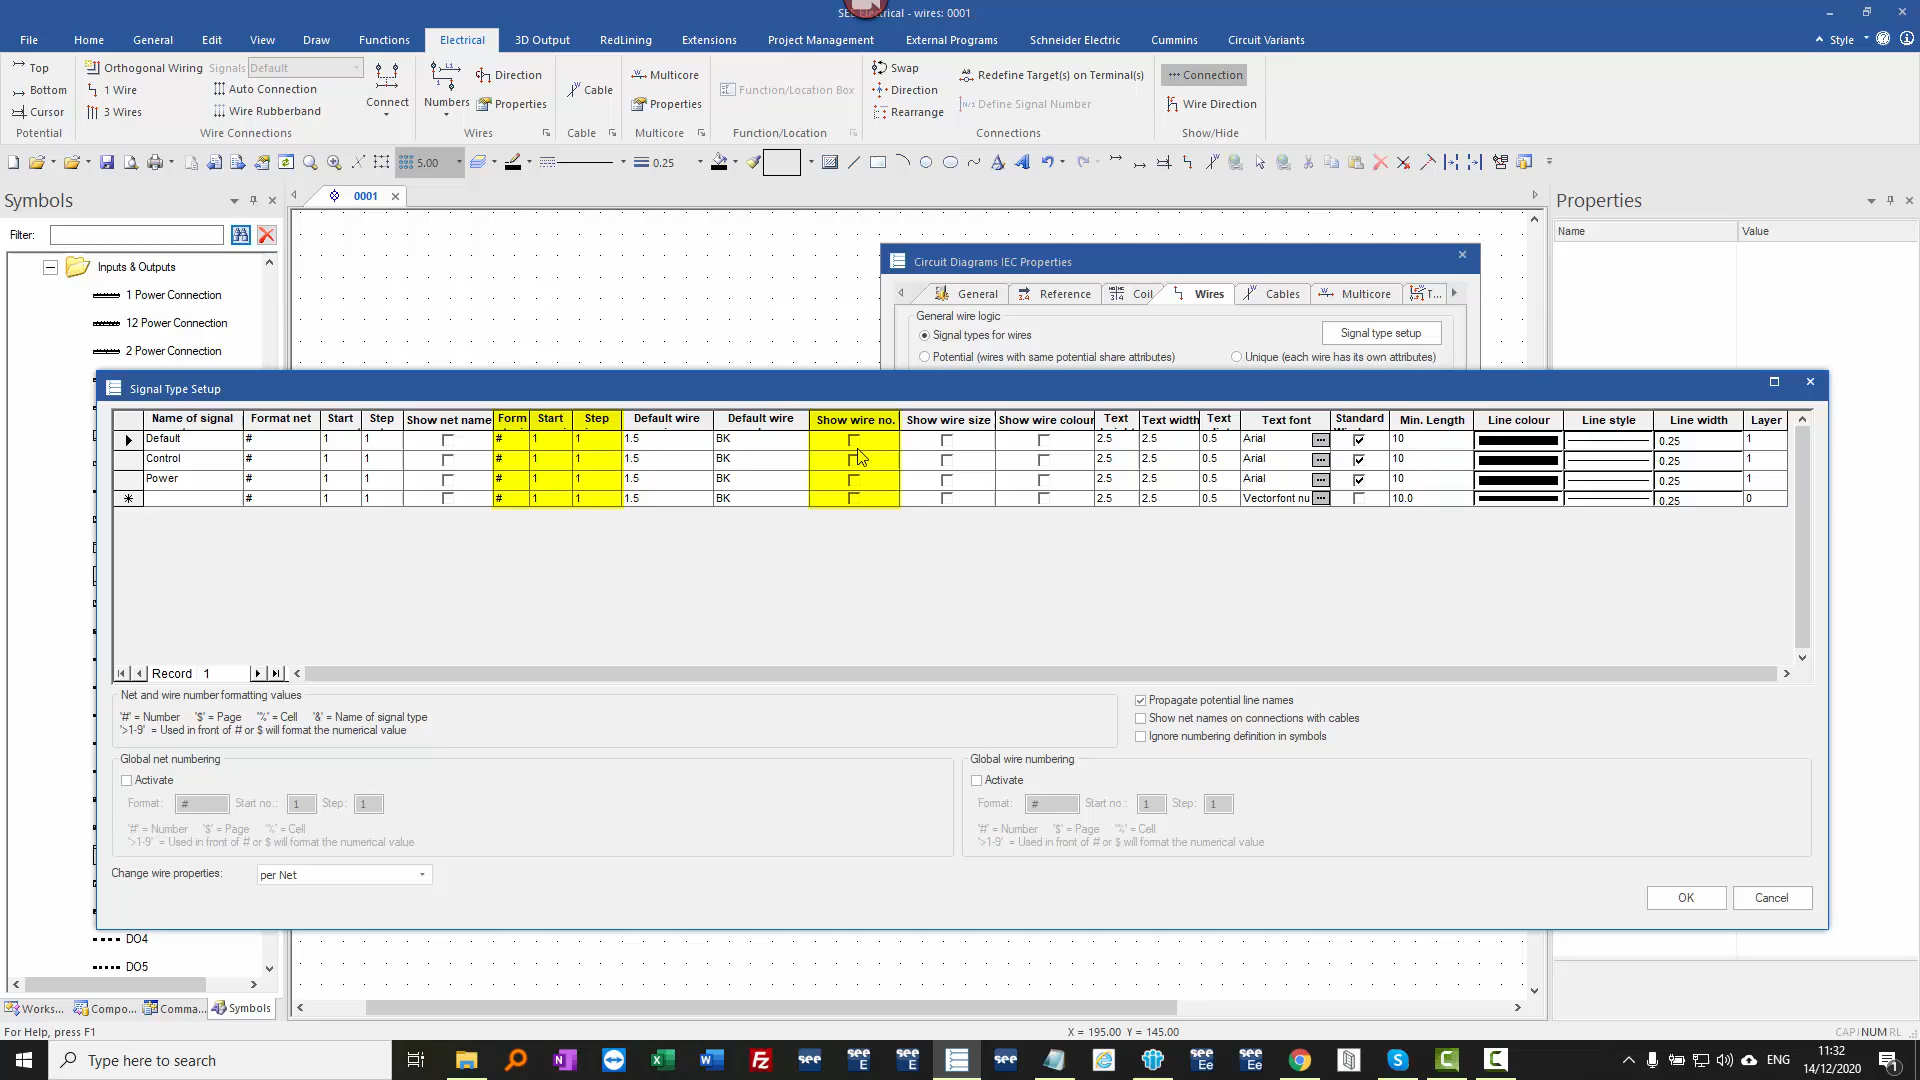 SEE Electrical - wires: 0001
File Home General Edit View Draw Functions Electrical 3D Output RedLining Extensions Project Management External Programs Schneider Electric Cummins Circuit Variants Style
Top Orthogonal Wiring Signals Default Direction Multicore Swap Redefine Target(s) on Terminal(s) Connection
Bottom 1 Wire Auto Connection Connect Numbers Properties Cable Properties Function/Location Box Direction Define Signal Number Wire Direction
Cursor 3 Wires Wire Rubberband Rearrange
Potential Wire Connections Wires Cable Multicore Function/Location Connections Show/Hide
5.00 0.25
Symbols 0001 Properties
Filter: Name Value
Inputs & Outputs
1 Power Connection
12 Power Connection
2 Power Connection
Circuit Diagrams IEC Properties
General Reference Coil Wires Cables Multicore T...
General wire logic
Signal types for wires Signal type setup
Potential (wires with same potential share attributes) Unique (each wire has its own attributes)
Signal Type Setup
Name of signal Format net Start Step Show net name Form Start Step Default wire Default wire Show wire no. Show wire size Show wire colour Text Text width Text Text font Standard Min. Length Line colour Line style Line width Layer
Default # 1 1 # 1 1 1.5 BK 2.5 2.5 0.5 Arial ... 10 0.25 1
Control # 1 1 # 1 1 1.5 BK 2.5 2.5 0.5 Arial ... 10 0.25 1
Power # 1 1 # 1 1 1.5 BK 2.5 2.5 0.5 Arial ... 10 0.25 1
# 1 1 # 1 1 1.5 BK 2.5 2.5 0.5 Vectorfont nu ... 10.0 0.25 0
Record 1
Net and wire number formatting values
'#' = Number '$' = Page '%' = Cell '&' = Name of signal type
'>1-9' = Used in front of # or $ will format the numerical value
Propagate potential line names
Show net names on connections with cables
Ignore numbering definition in symbols
Global net numbering
Activate
Format: # Start no.: 1 Step: 1
'#' = Number '$' = Page '%' = Cell
'>1-9' = Used in front of # or $ will format the numerical value
Global wire numbering
Activate
Format: # Start no.: 1 Step: 1
'#' = Number '$' = Page '%' = Cell
'>1-9' = Used in front of # or $ will format the numerical value
Change wire properties: per Net
OK Cancel
DO4
DO5
Works... Compo... Comma... Symbols
For Help, press F1 X = 195.00 Y = 145.00 CAP NUM RL
Type here to search ENG 11:32
14/12/2020